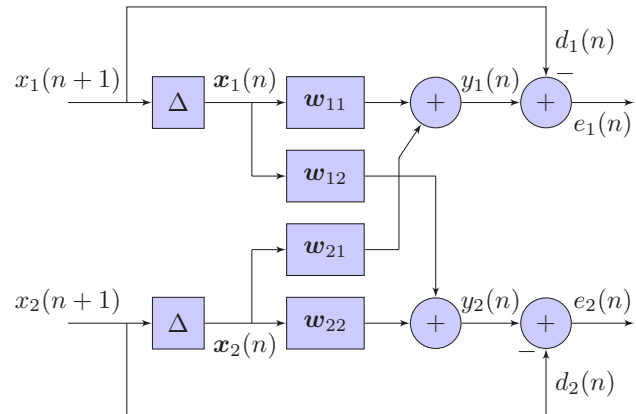 d₁(n)
−
x₁(n+1) Δ 𝒙₁(n) 𝒘₁₁ + y₁(n) + e₁(n)
𝒘₁₂
𝒘₂₁
x₂(n+1) Δ 𝒙₂(n) 𝒘₂₂ + y₂(n) + e₂(n)
−
d₂(n)